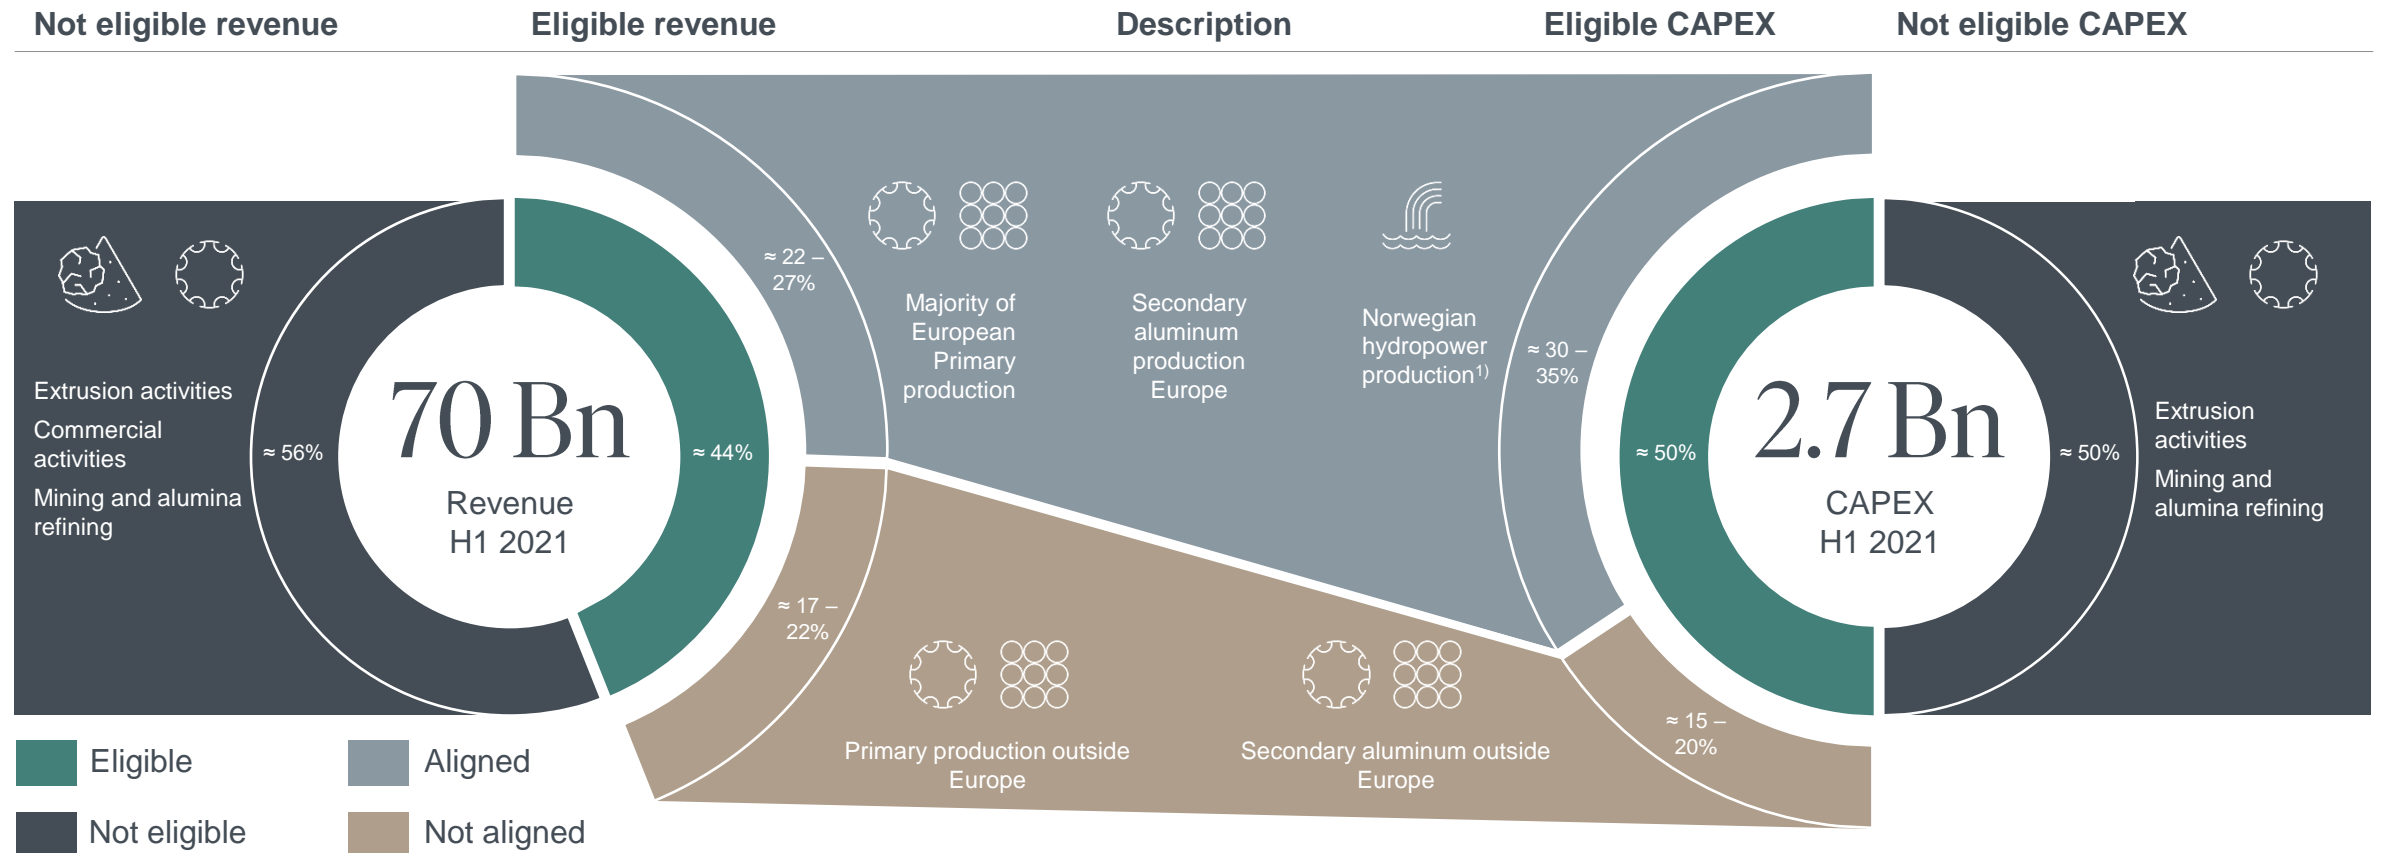 Not eligible revenue
Eligible revenue
Description
Eligible CAPEX
Not eligible CAPEX
Extrusion activities
Commercial
activities
Mining and alumina
refining
≈ 56%
70 Bn
Revenue
H1 2021
≈ 44%
≈ 22 –
27%
≈ 17 –
22%
Majority of
European
Primary
production
Secondary
aluminum
production
Europe
Norwegian
hydropower
production1)
Primary production outside
Europe
Secondary aluminum outside
Europe
≈ 30 –
35%
≈ 15 –
20%
≈ 50%
2.7 Bn
CAPEX
H1 2021
≈ 50%
Extrusion
activities
Mining and
alumina refining
Eligible
Aligned
Not eligible
Not aligned